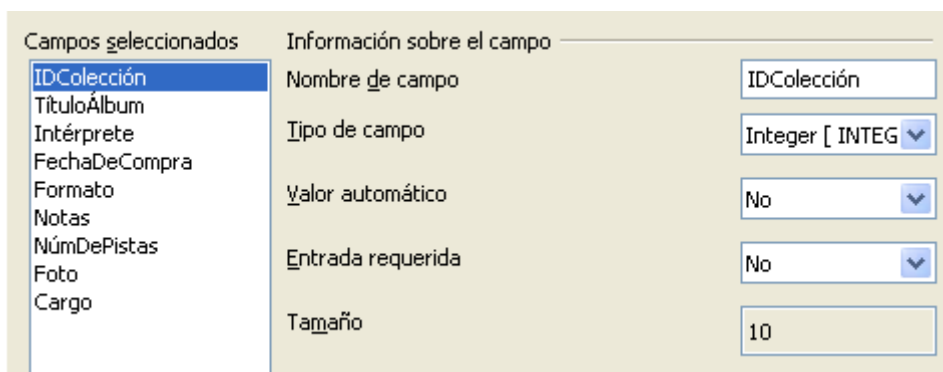 Campos seleccionados
IDColección
TítuloÁlbum
Intérprete
FechaDeCompra
Formato
Notas
NúmDePistas
Foto
Cargo
Información sobre el campo
Nombre de campo
IDColección
Tipo de campo
Integer [ INTEG
Valor automático
No
Entrada requerida
No
Tamaño
10